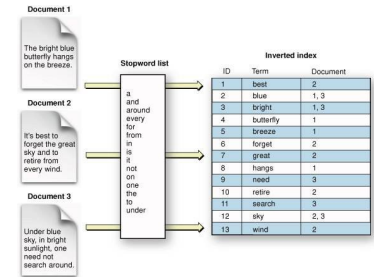 Document 1
The bright blue
butterfly hangs
on the breeze.
Document 2
It's best to
forget the great
sky and to
retire from
every wind.
Document 3
Under blue
sky, in bright
sunlight, one
need not
search around.
Stopword list
a
and
around
every
for
from
in
is
it
not
on
one
the
to
under
Inverted index
ID Term Document
1 best 2
2 blue 1, 3
3 bright 1, 3
4 butterfly 1
5 breeze 1
6 forget 2
7 great 2
8 hangs 1
9 need 3
10 retire 2
11 search 3
12 sky 2, 3
13 wind 2